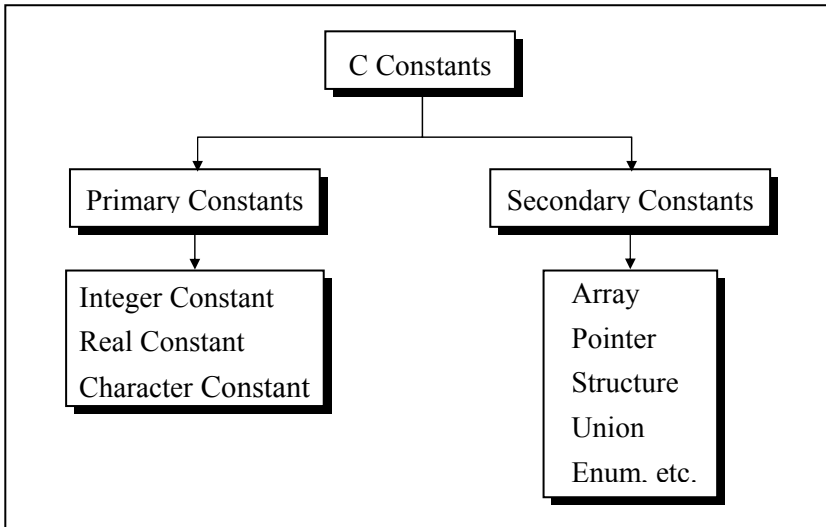 C Constants
Primary Constants
Secondary Constants
Integer Constant
Real Constant
Character Constant
Array
Pointer
Structure
Union
Enum, etc.